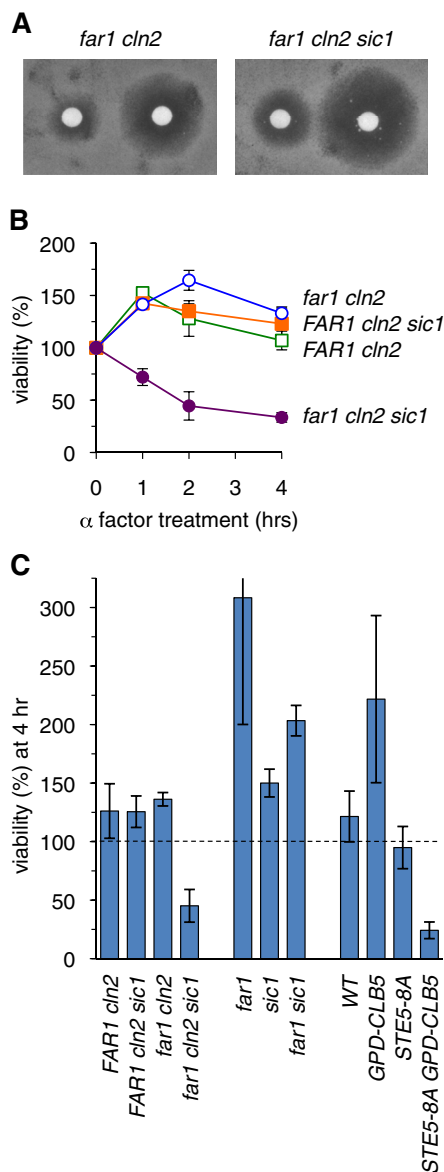 A
far1 cln2 far1 cln2 sic1
B
200
150
100
50
0
viability (%)
far1 cln2
FAR1 cln2 sic1
FAR1 cln2
far1 cln2 sic1
0 1 2 3 4
α factor treatment (hrs)
C
300
250
200
150
100
50
0
viability (%) at 4 hr
FAR1 cln2
FAR1 cln2 sic1
far1 cln2
far1 cln2 sic1
far1
sic1
far1 sic1
WT
GPD-CLB5
STE5-8A
STE5-8A GPD-CLB5